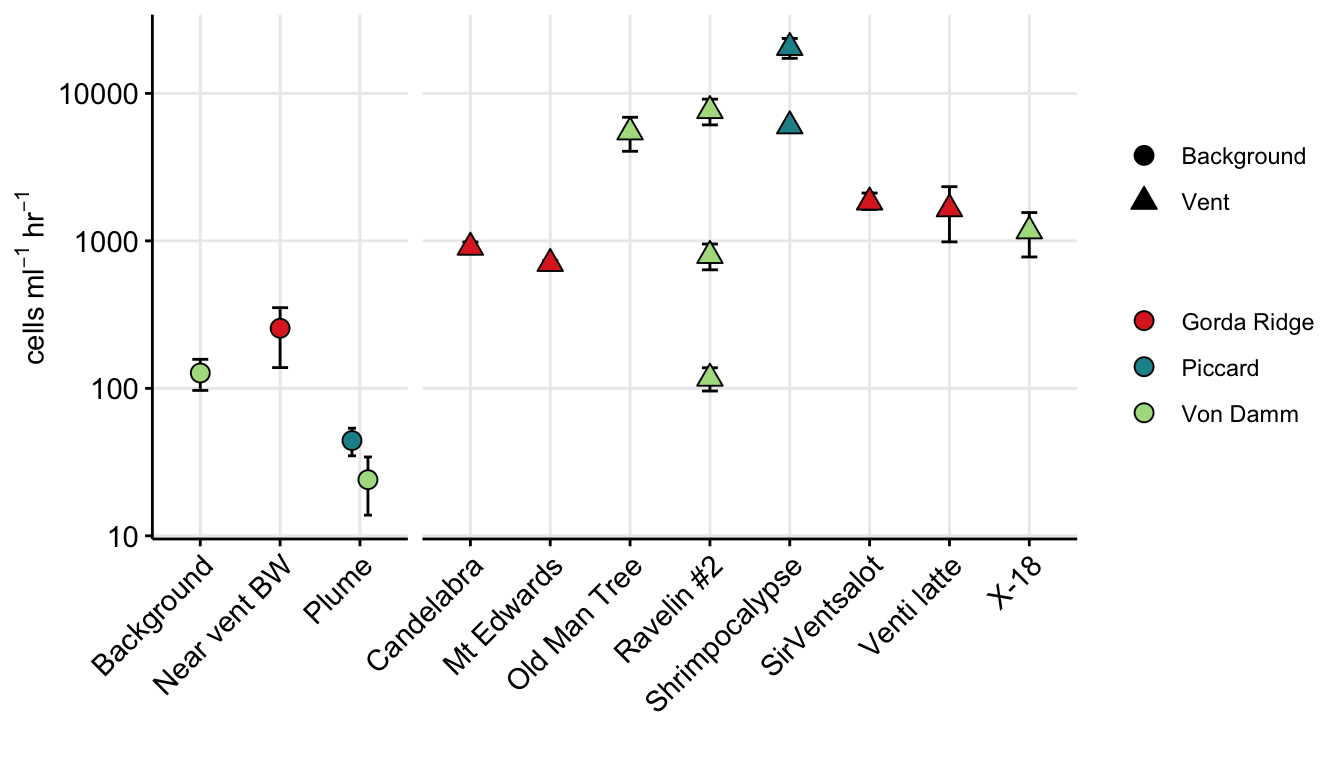 cells ml⁻¹ hr⁻¹
10000
1000
100
10
Background
Near vent BW
Plume
Candelabra
Mt Edwards
Old Man Tree
Ravelin #2
Shrimpocalypse
SirVentsalot
Venti latte
X-18
Background
Vent
Gorda Ridge
Piccard
Von Damm